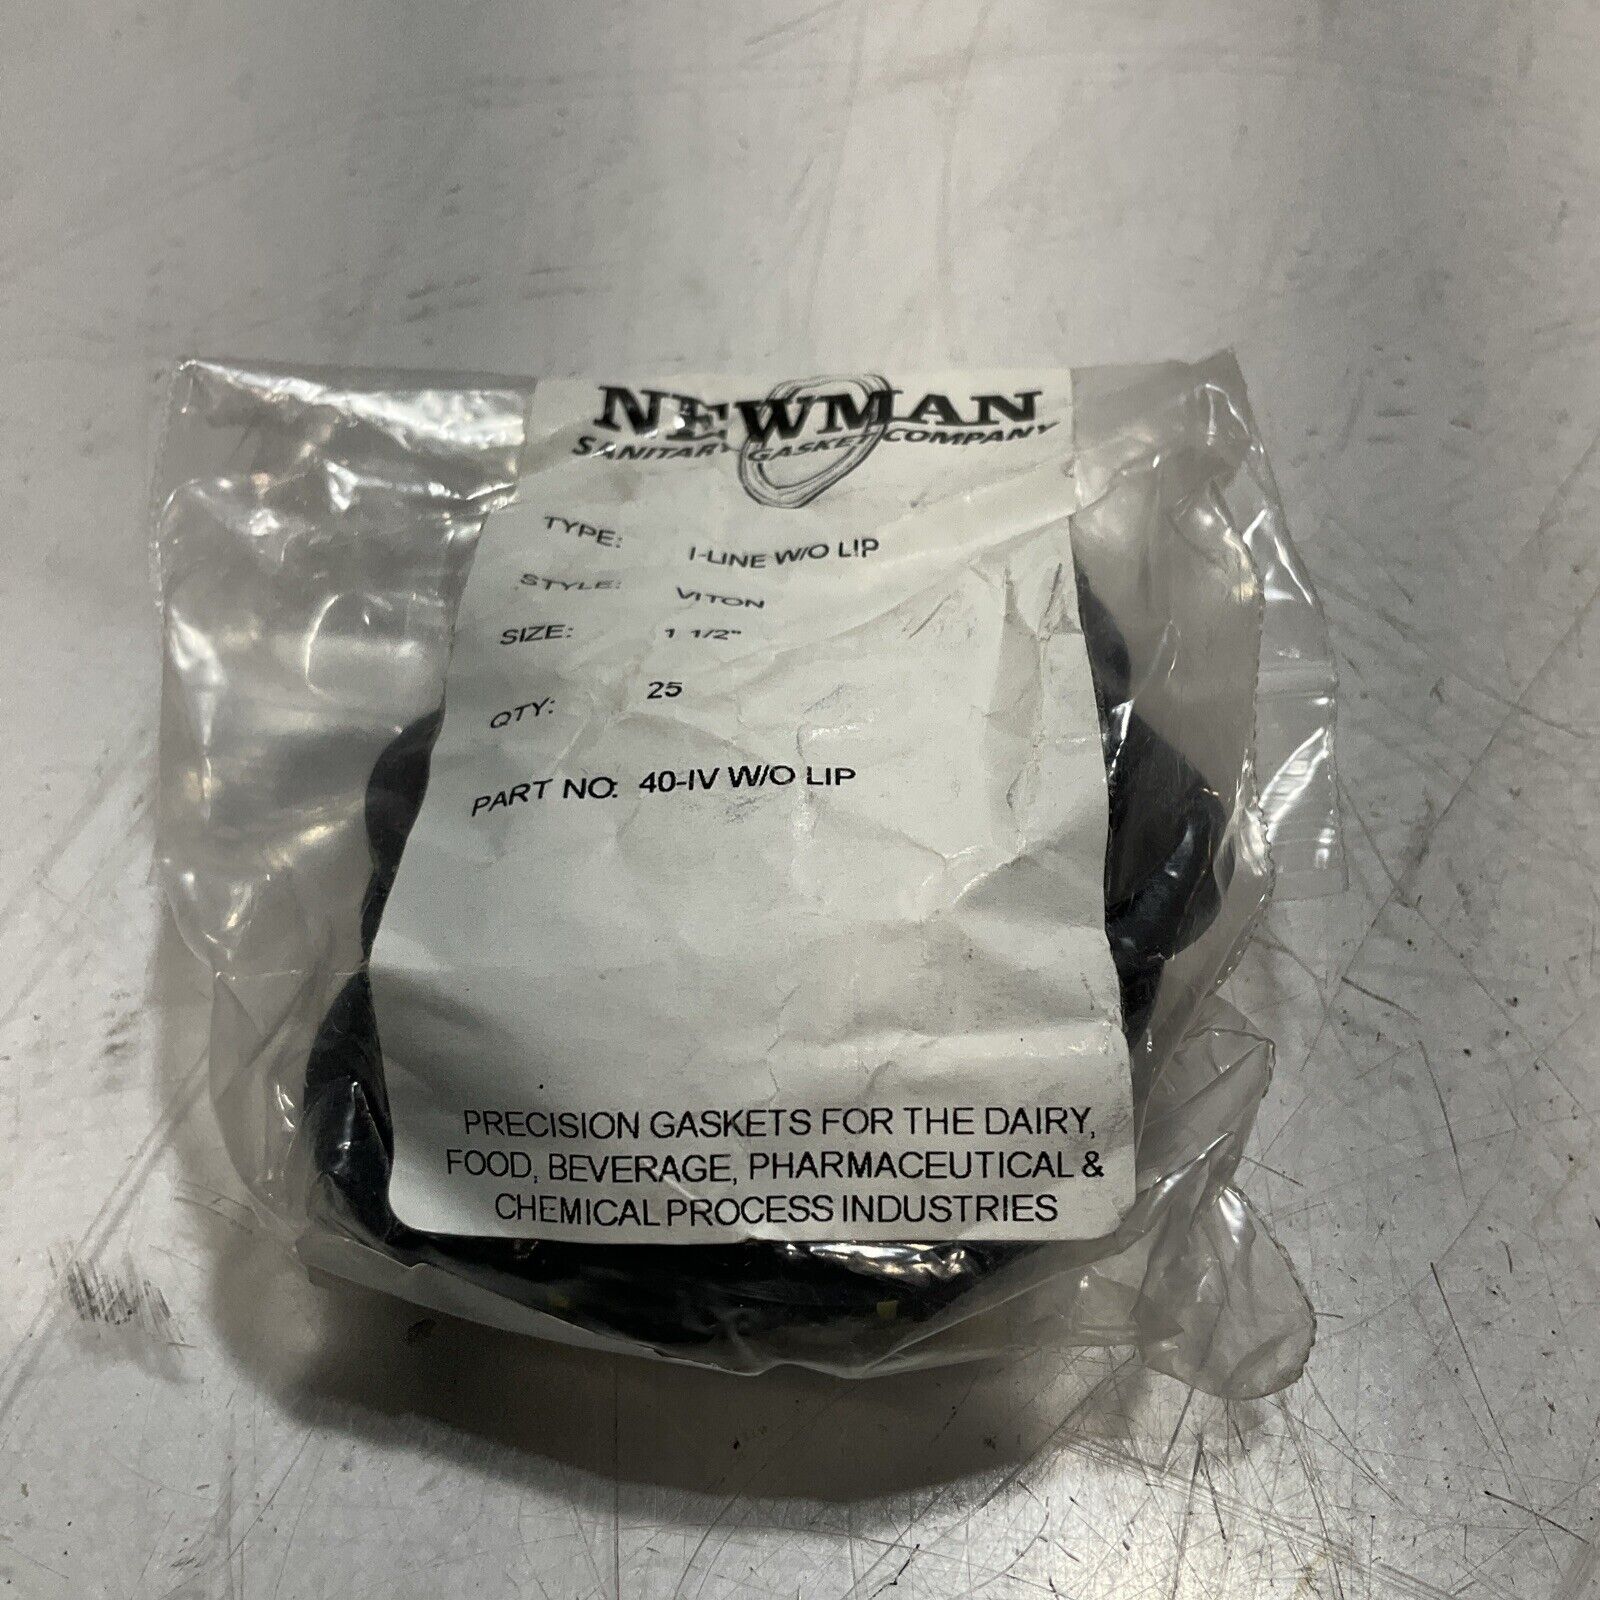 NEWMAN
SANITARY GASKET COMPANY
TYPE: I-LINE W/O LIP
STYLE: VITON
SIZE: 1 1/2"
QTY: 25
PART NO: 40-IV W/O LIP
PRECISION GASKETS FOR THE DAIRY,
FOOD, BEVERAGE, PHARMACEUTICAL &
CHEMICAL PROCESS INDUSTRIES